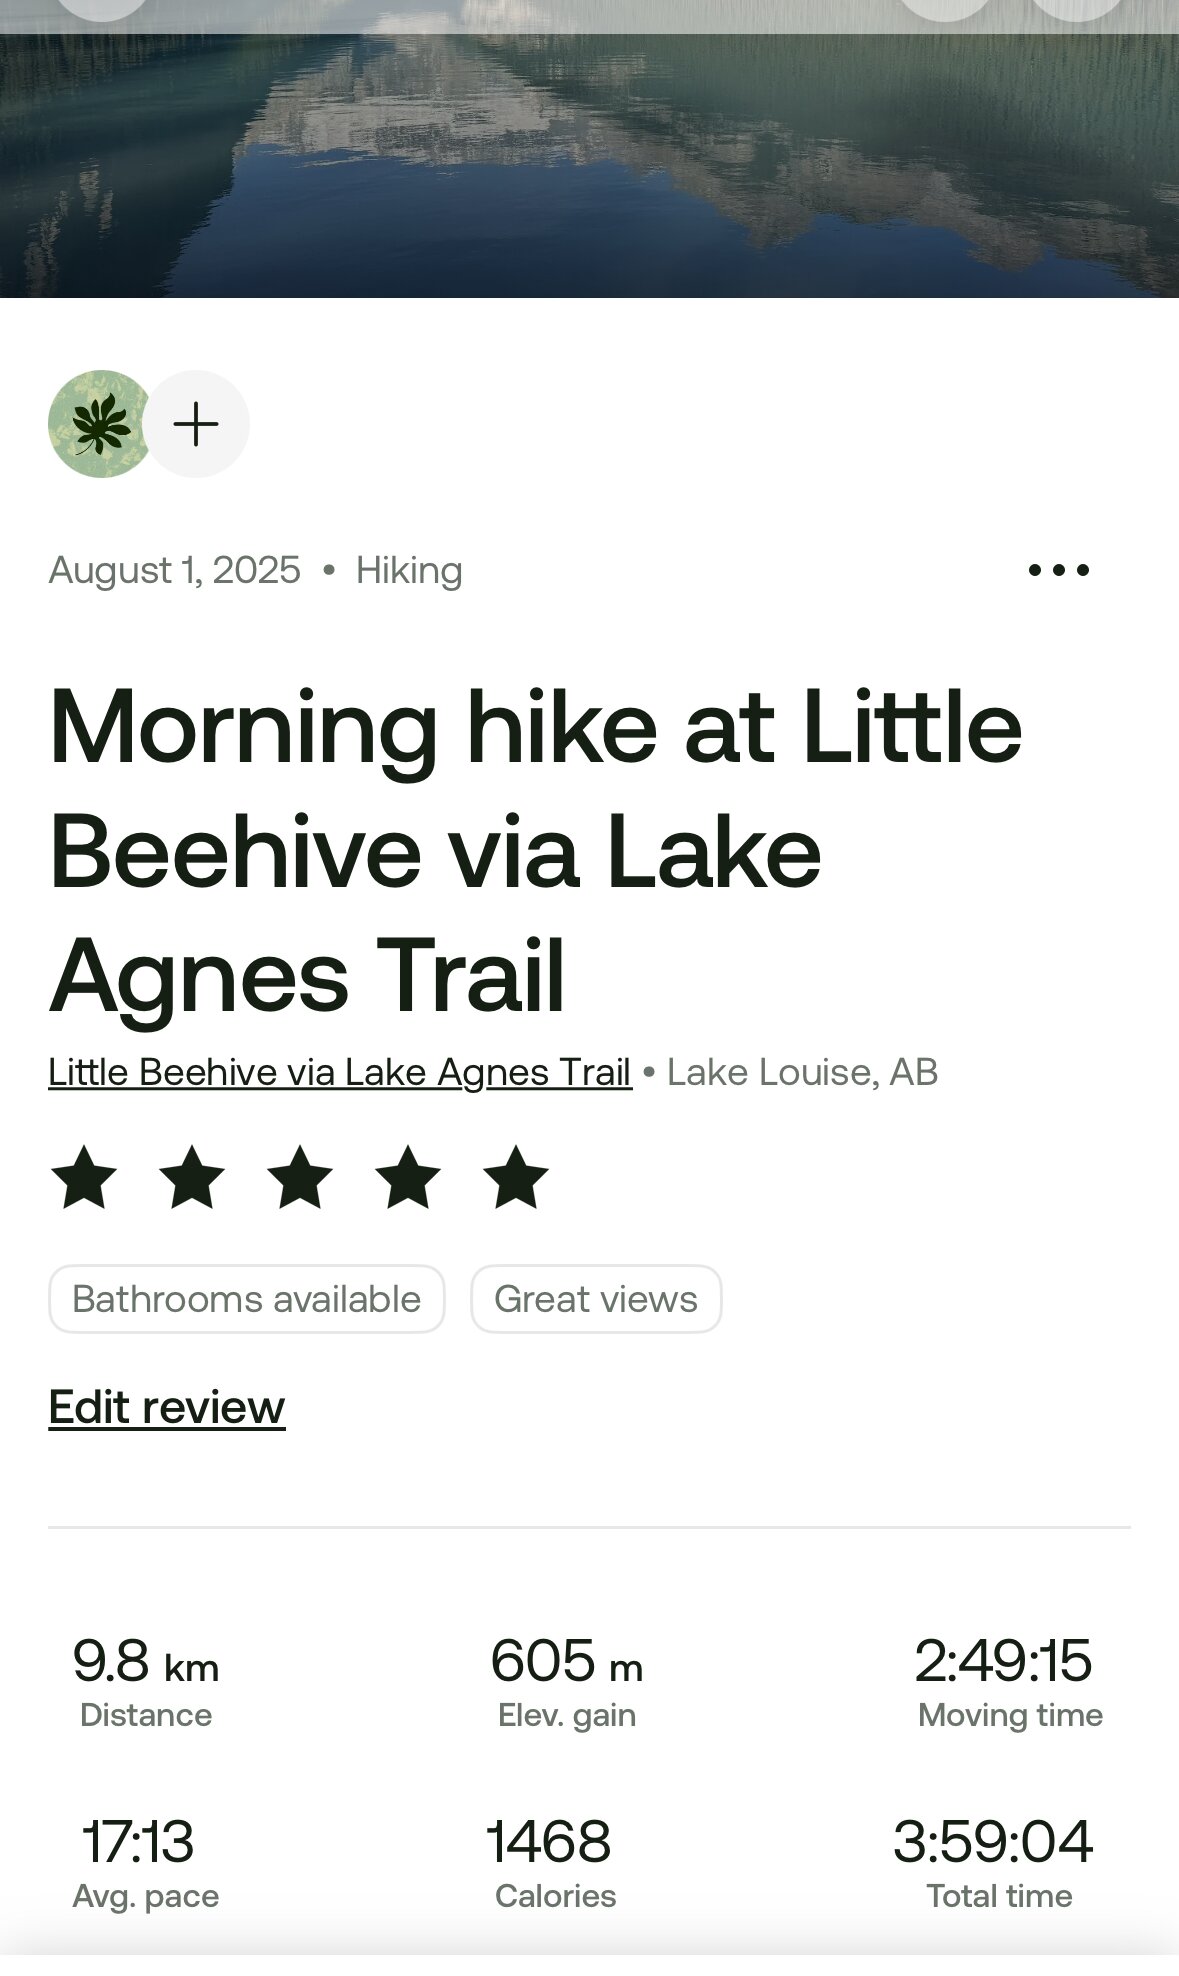 August 1, 2025 • Hiking
Morning hike at Little
Beehive via Lake
Agnes Trail
Little Beehive via Lake Agnes Trail • Lake Louise, AB
Bathrooms available Great views
Edit review
9.8 km 605 m 2:49:15
Distance Elev. gain Moving time
17:13 1468 3:59:04
Avg. pace Calories Total time